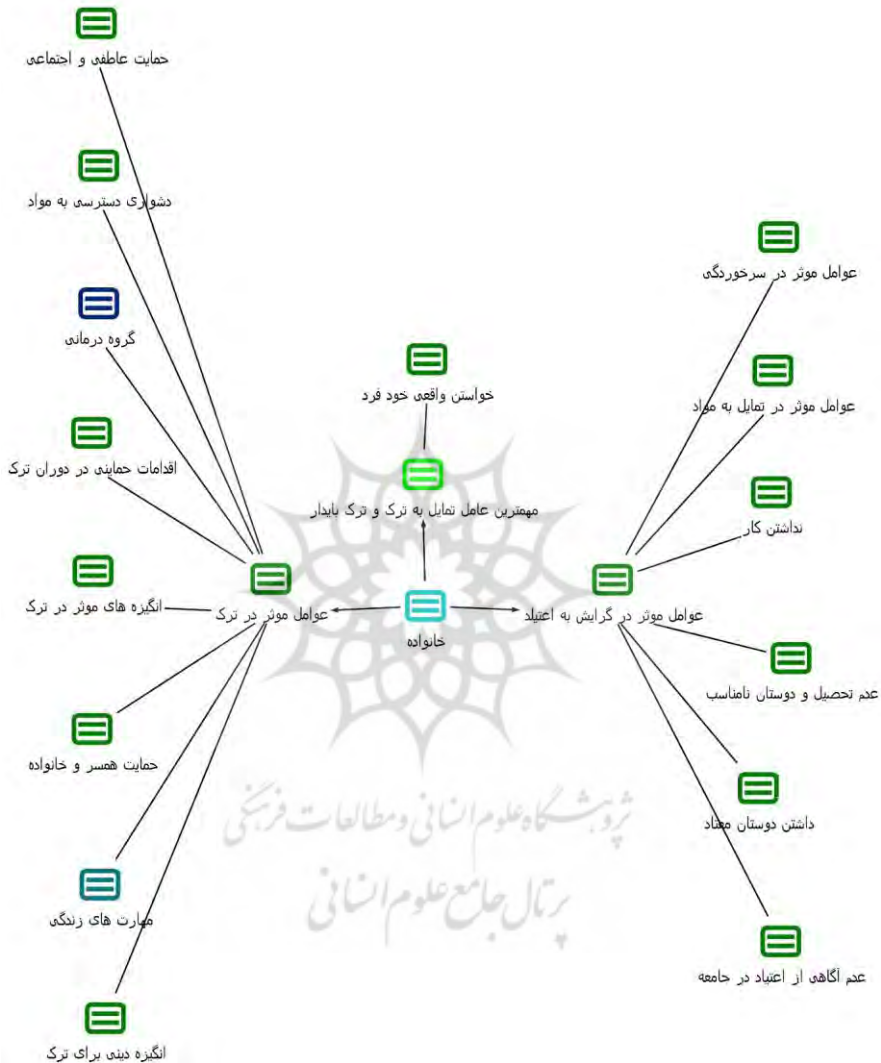 حمایت عاطفی و اجتماعی
دشواری دسترسی به مواد
عوامل موثر در سرخوردگی
گروه درمانی
خواستن واقعی خود فرد
عوامل موثر در تمایل به مواد
اقدامات حمایتی در دوران ترک
مهمترین عامل تمایل به ترک و ترک پایدار
نداشتن کار
انگیزه های موثر در ترک
عوامل موثر در ترک
خانواده
عوامل موثر در گرایش به اعتیاد
عدم تحصیل و دوستان نامناسب
حمایت همسر و خانواده
داشتن دوستان معتاد
پژوهشگاه علوم انسانی و مطالعات فرهنگی
پرتال جامع علوم انسانی
مهارت های زندگی
عدم آگاهی از اعتیاد در جامعه
انگیزه دینی برای ترک